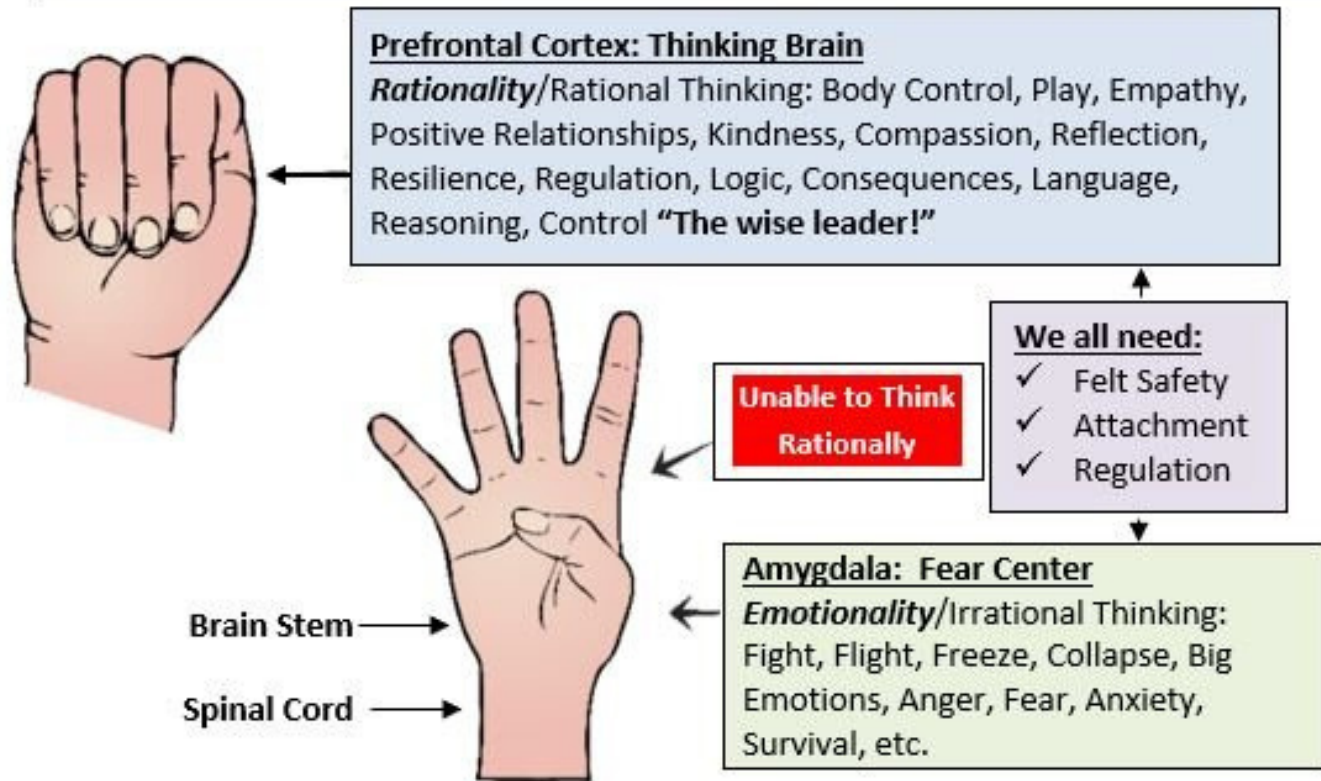 Prefrontal Cortex: Thinking Brain
Rationality/Rational Thinking: Body Control, Play, Empathy,
Positive Relationships, Kindness, Compassion, Reflection,
Resilience, Regulation, Logic, Consequences, Language,
Reasoning, Control “The wise leader!”
We all need:
✓ Felt Safety
✓ Attachment
✓ Regulation
Unable to Think
Rationally
Amygdala: Fear Center
Emotionality/Irrational Thinking:
Fight, Flight, Freeze, Collapse, Big
Emotions, Anger, Fear, Anxiety,
Survival, etc.
Brain Stem
Spinal Cord